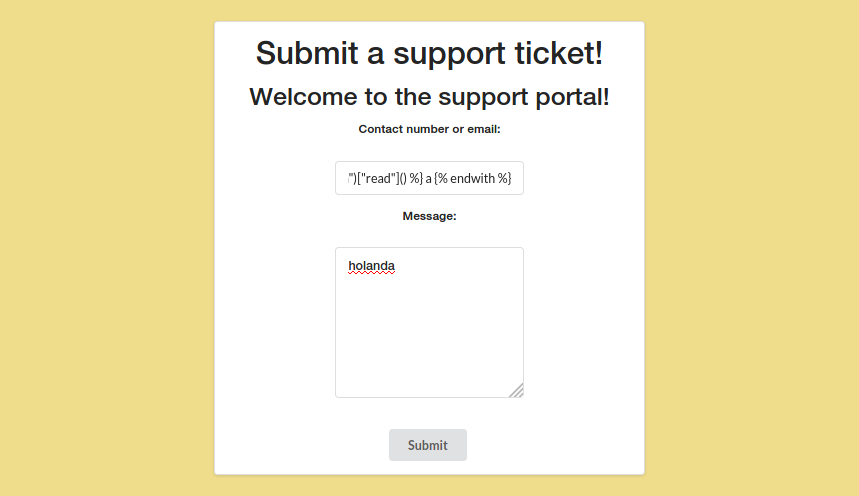 Submit a support ticket!
Welcome to the support portal!
Contact number or email:
")["read"]() %} a {% endwith %}
Message:
holanda
Submit